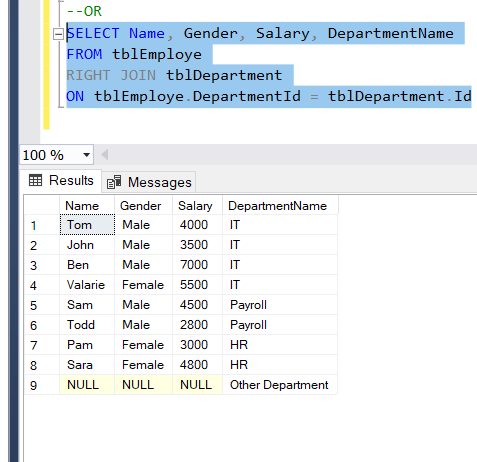 --OR
SELECT Name, Gender, Salary, DepartmentName
FROM tblEmploye
RIGHT JOIN tblDepartment
ON tblEmploye.DepartmentId = tblDepartment.Id
100 %
Results Messages
Name Gender Salary DepartmentName
1 Tom Male 4000 IT
2 John Male 3500 IT
3 Ben Male 7000 IT
4 Valarie Female 5500 IT
5 Sam Male 4500 Payroll
6 Todd Male 2800 Payroll
7 Pam Female 3000 HR
8 Sara Female 4800 HR
9 NULL NULL NULL Other Department